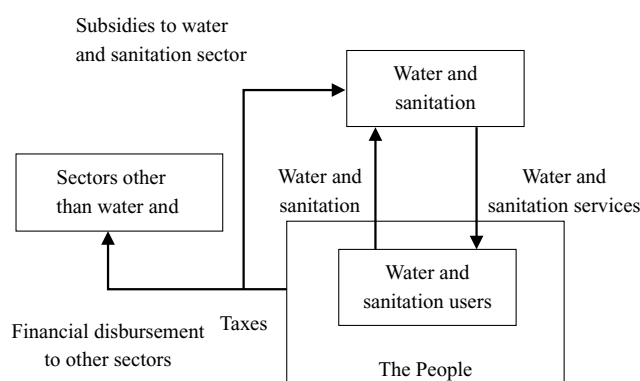 Subsidies to water
and sanitation sector
Water and
sanitation
Sectors other
than water and
Water and
sanitation
Water and
sanitation services
Water and
sanitation users
Taxes
Financial disbursement
to other sectors
The People